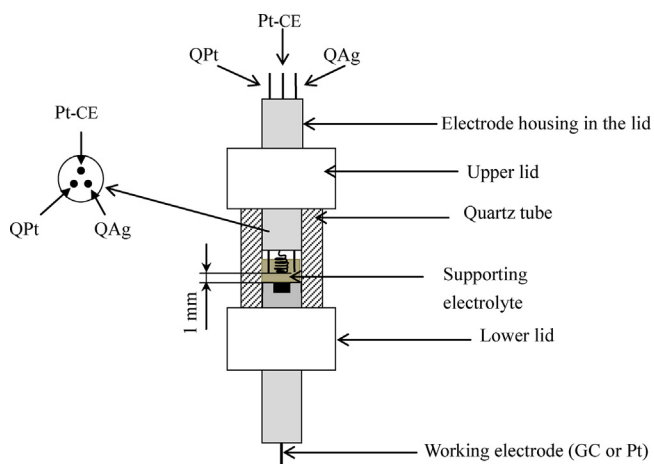 Pt-CE
QPt
QAg
Electrode housing in the lid
Pt-CE
Upper lid
Quartz tube
QPt
QAg
Supporting
electrolyte
1 mm
Lower lid
Working electrode (GC or Pt)